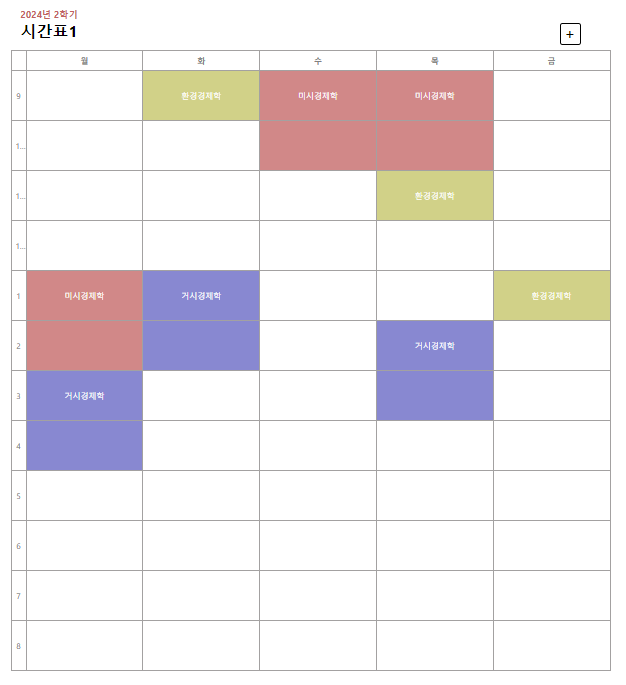 2024년 2학기
시간표1
+
월 화 수 목 금
9 환경경제학 미시경제학 미시경제학
1...
1... 환경경제학
1...
1 미시경제학 거시경제학 환경경제학
2 거시경제학
3 거시경제학
4
5
6
7
8